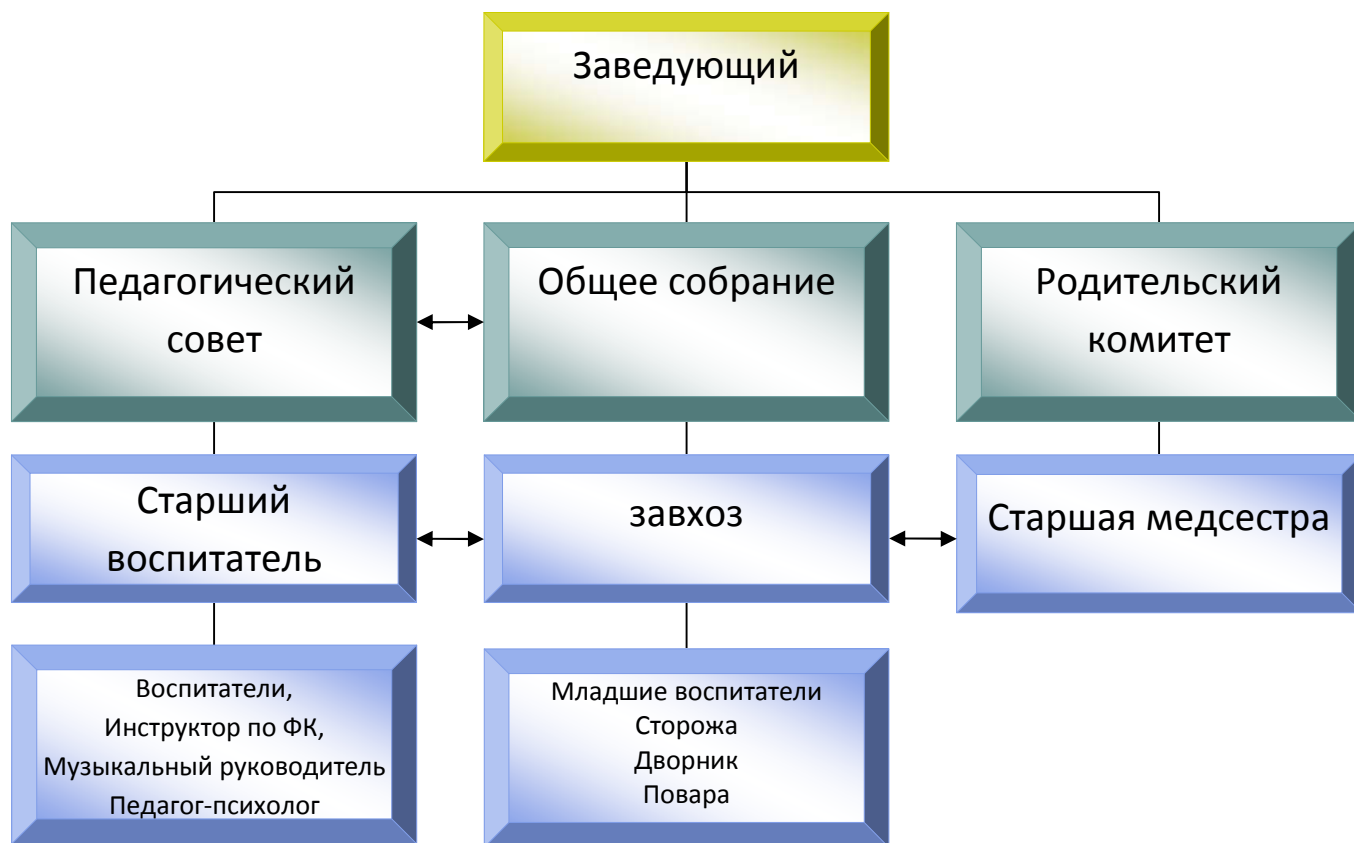 Заведующий
Педагогический
совет
Общее собрание
Родительский
комитет
Старший
воспитатель
завхоз
Старшая медсестра
Воспитатели,
Инструктор по ФК,
Музыкальный руководитель
Педагог-психолог
Младшие воспитатели
Сторожа
Дворник
Повара